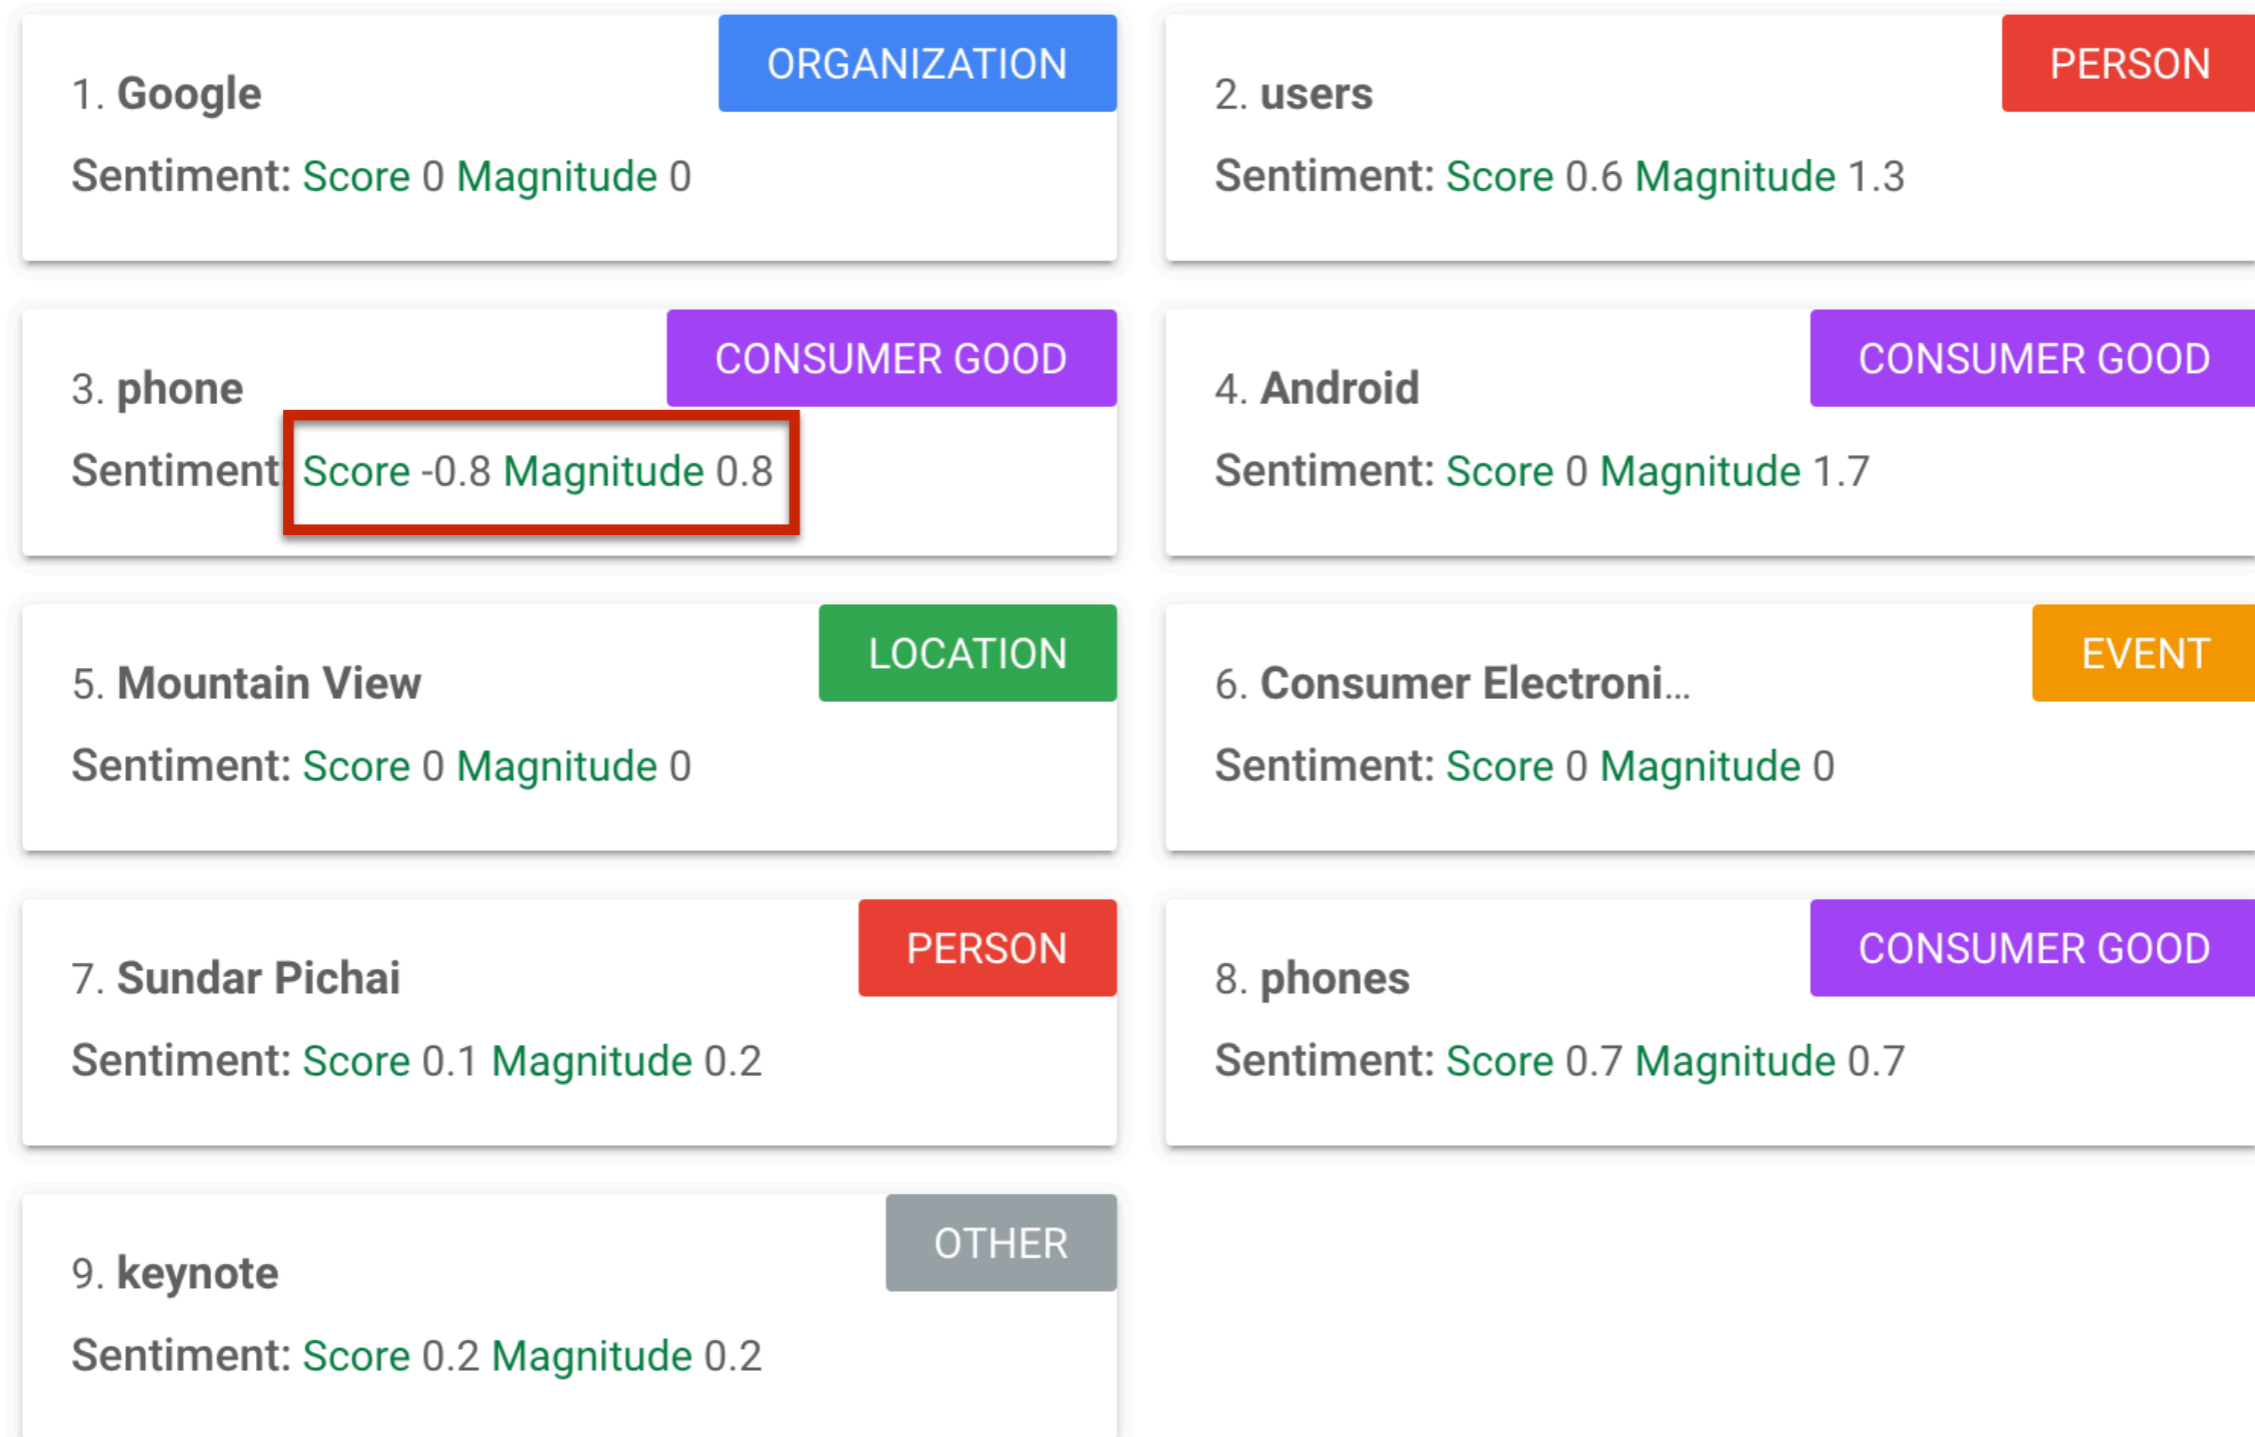 ORGANIZATION
1. Google
Sentiment: Score 0 Magnitude 0
PERSON
2. users
Sentiment: Score 0.6 Magnitude 1.3
CONSUMER GOOD
3. phone
Sentiment: Score -0.8 Magnitude 0.8
CONSUMER GOOD
4. Android
Sentiment: Score 0 Magnitude 1.7
LOCATION
5. Mountain View
Sentiment: Score 0 Magnitude 0
EVENT
6. Consumer Electroni...
Sentiment: Score 0 Magnitude 0
PERSON
7. Sundar Pichai
Sentiment: Score 0.1 Magnitude 0.2
CONSUMER GOOD
8. phones
Sentiment: Score 0.7 Magnitude 0.7
OTHER
9. keynote
Sentiment: Score 0.2 Magnitude 0.2